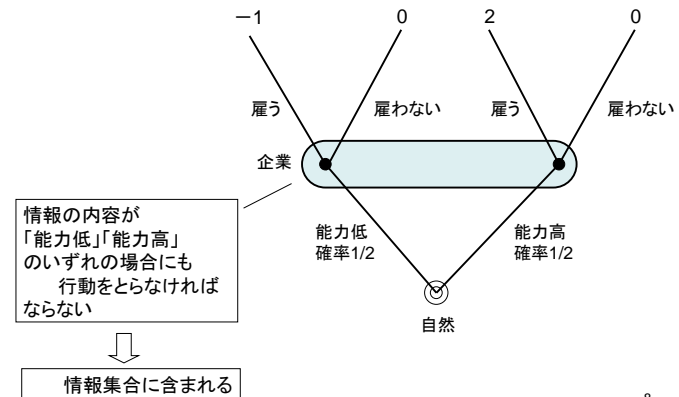 －1
0
2
0
雇う
雇わない
雇う
雇わない
企業
情報の内容が
「能力低」「能力高」
のいずれの場合にも
行動をとらなければ
ならない
能力低
確率1/2
能力高
確率1/2
自然
情報集合に含まれる